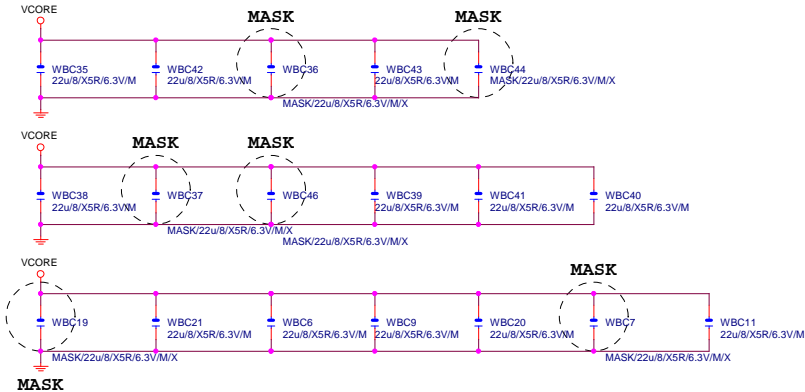 VCORE
MASK
MASK
WBC35
22u/8/X5R/6.3V/M
WBC42
22u/8/X5R/6.3V/M
WBC36
MASK/22u/8/X5R/6.3V/M/X
WBC43
22u/8/X5R/6.3V/M
WBC44
MASK/22u/8/X5R/6.3V/M/X
VCORE
MASK
MASK
WBC38
22u/8/X5R/6.3V/M
WBC37
MASK/22u/8/X5R/6.3V/M/X
WBC46
MASK/22u/8/X5R/6.3V/M/X
WBC39
22u/8/X5R/6.3V/M
WBC41
22u/8/X5R/6.3V/M
WBC40
22u/8/X5R/6.3V/M
VCORE
MASK
WBC19
MASK/22u/8/X5R/6.3V/M/X
WBC21
22u/8/X5R/6.3V/M
WBC6
22u/8/X5R/6.3V/M
WBC9
22u/8/X5R/6.3V/M
WBC20
22u/8/X5R/6.3V/M
WBC7
MASK/22u/8/X5R/6.3V/M/X
WBC11
22u/8/X5R/6.3V/M
MASK